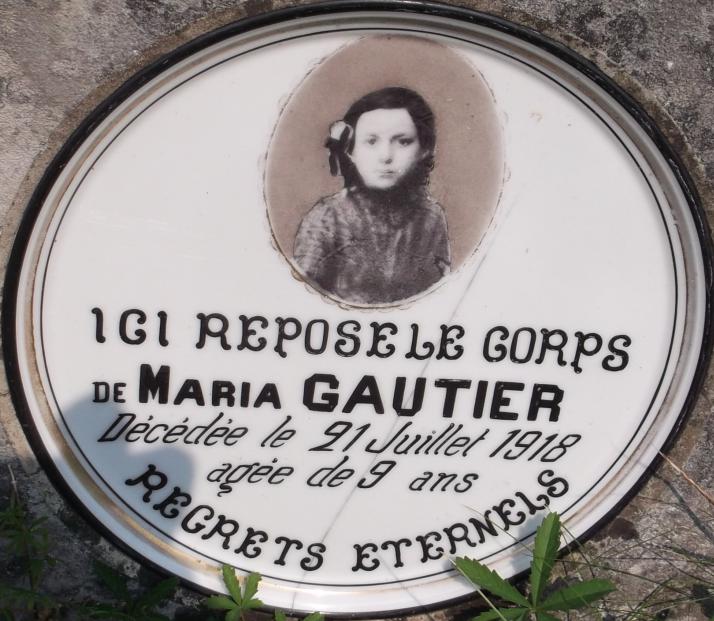 ICI REPOSE LE CORPS
DE MARIA GAUTIER
Décédée le 21 Juillet 1918
agée de 9 ans
REGRETS ETERNELS